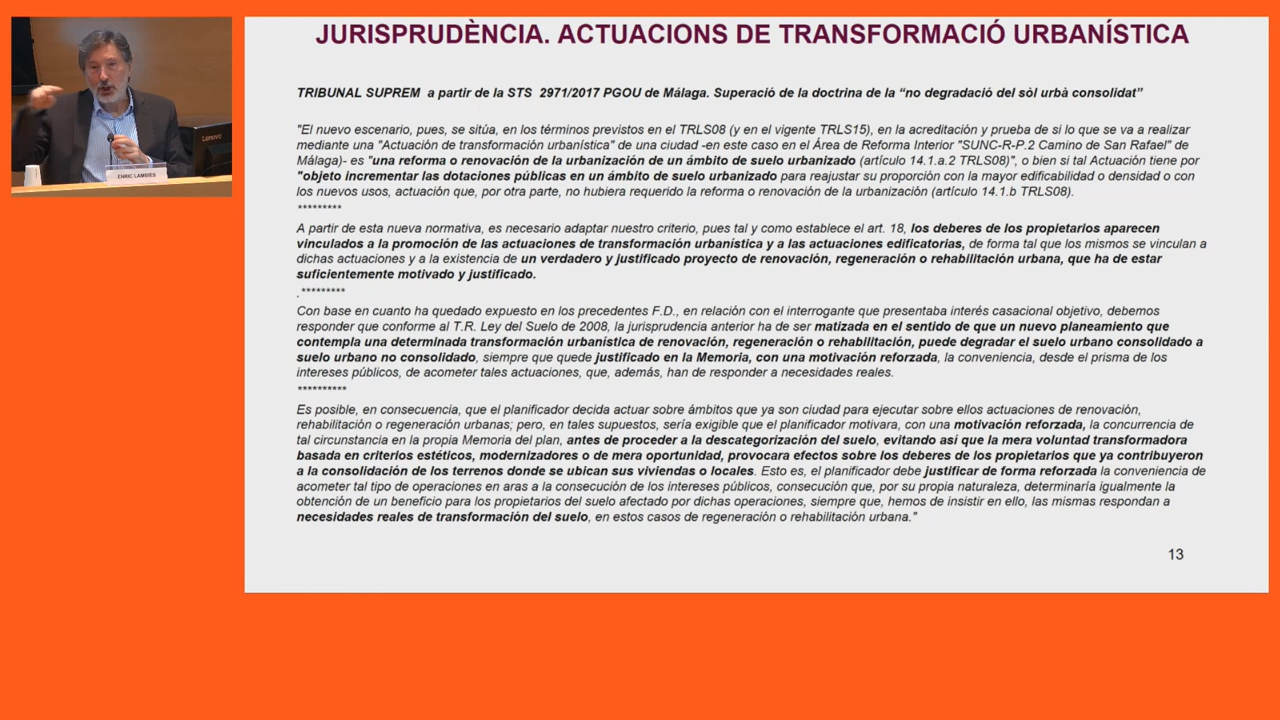 JURISPRUDÈNCIA. ACTUACIONS DE TRANSFORMACIÓ URBANÍSTICA
TRIBUNAL SUPREM a partir de la STS 2971/2017 PGOU de Málaga. Superació de la doctrina de la “no degradació del sòl urbà consolidat”
"El nuevo escenario, pues, se sitúa, en los términos previstos en el TRLS08 (y en el vigente TRLS15), en la acreditación y prueba de si lo que se va a realizar
mediante una "Actuación de transformación urbanística" de una ciudad -en este caso en el Área de Reforma Interior "SUNC-R-P.2 Camino de San Rafael" de
Málaga)- es "una reforma o renovación de la urbanización de un ámbito de suelo urbanizado (artículo 14.1.a.2 TRLS08)", o bien si tal Actuación tiene por
"objeto incrementar las dotaciones públicas en un ámbito de suelo urbanizado para reajustar su proporción con la mayor edificabilidad o densidad o con
los nuevos usos, actuación que, por otra parte, no hubiera requerido la reforma o renovación de la urbanización (artículo 14.1.b TRLS08).
*********
A partir de esta nueva normativa, es necesario adaptar nuestro criterio, pues tal y como establece el art. 18, los deberes de los propietarios aparecen
vinculados a la promoción de las actuaciones de transformación urbanística y a las actuaciones edificatorias, de forma tal que los mismos se vinculan a
dichas actuaciones y a la existencia de un verdadero y justificado proyecto de renovación, regeneración o rehabilitación urbana, que ha de estar
suficientemente motivado y justificado.
.*********
Con base en cuanto ha quedado expuesto en los precedentes F.D., en relación con el interrogante que presentaba interés casacional objetivo, debemos
responder que conforme al T.R. Ley del Suelo de 2008, la jurisprudencia anterior ha de ser matizada en el sentido de que un nuevo planeamiento que
contempla una determinada transformación urbanística de renovación, regeneración o rehabilitación, puede degradar el suelo urbano consolidado a
suelo urbano no consolidado, siempre que quede justificado en la Memoria, con una motivación reforzada, la conveniencia, desde el prisma de los
intereses públicos, de acometer tales actuaciones, que, además, han de responder a necesidades reales.
**********
Es posible, en consecuencia, que el planificador decida actuar sobre ámbitos que ya son ciudad para ejecutar sobre ellos actuaciones de renovación,
rehabilitación o regeneración urbanas; pero, en tales supuestos, sería exigible que el planificador motivara, con una motivación reforzada, la concurrencia de
tal circunstancia en la propia Memoria del plan, antes de proceder a la descategorización del suelo, evitando así que la mera voluntad transformadora
basada en criterios estéticos, modernizadores o de mera oportunidad, provocara efectos sobre los deberes de los propietarios que ya contribuyeron
a la consolidación de los terrenos donde se ubican sus viviendas o locales. Esto es, el planificador debe justificar de forma reforzada la conveniencia de
acometer tal tipo de operaciones en aras a la consecución de los intereses públicos, consecución que, por su propia naturaleza, determinaría igualmente la
obtención de un beneficio para los propietarios del suelo afectado por dichas operaciones, siempre que, hemos de insistir en ello, las mismas respondan a
necesidades reales de transformación del suelo, en estos casos de regeneración o rehabilitación urbana."
13
Lenovo
ENRIC LAMBIES